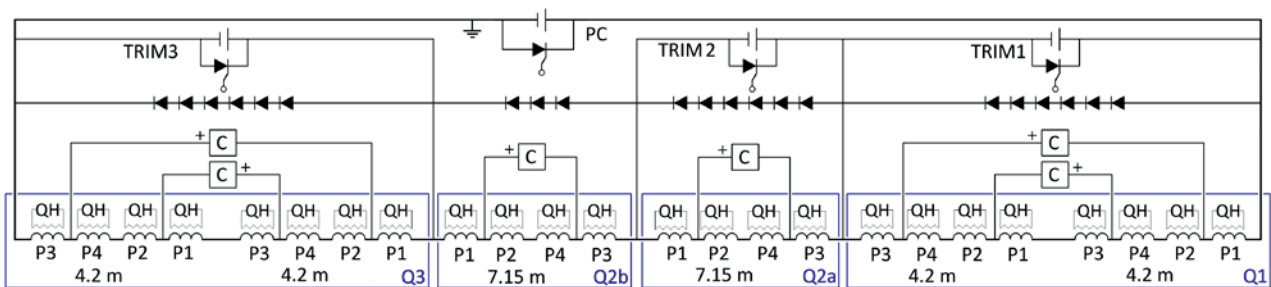 PC
TRIM3 TRIM2 TRIM1
+ C + C
+ C + C
C + C +
QH QH QH QH QH QH QH QH QH QH QH QH QH QH QH QH QH QH QH QH QH QH QH QH
P3 P4 P2 P1 P3 P4 P2 P1 P1 P2 P4 P3 P1 P2 P4 P3 P3 P4 P2 P1 P3 P4 P2 P1
4.2 m 4.2 m Q3 7.15 m Q2b 7.15 m Q2a 4.2 m 4.2 m Q1